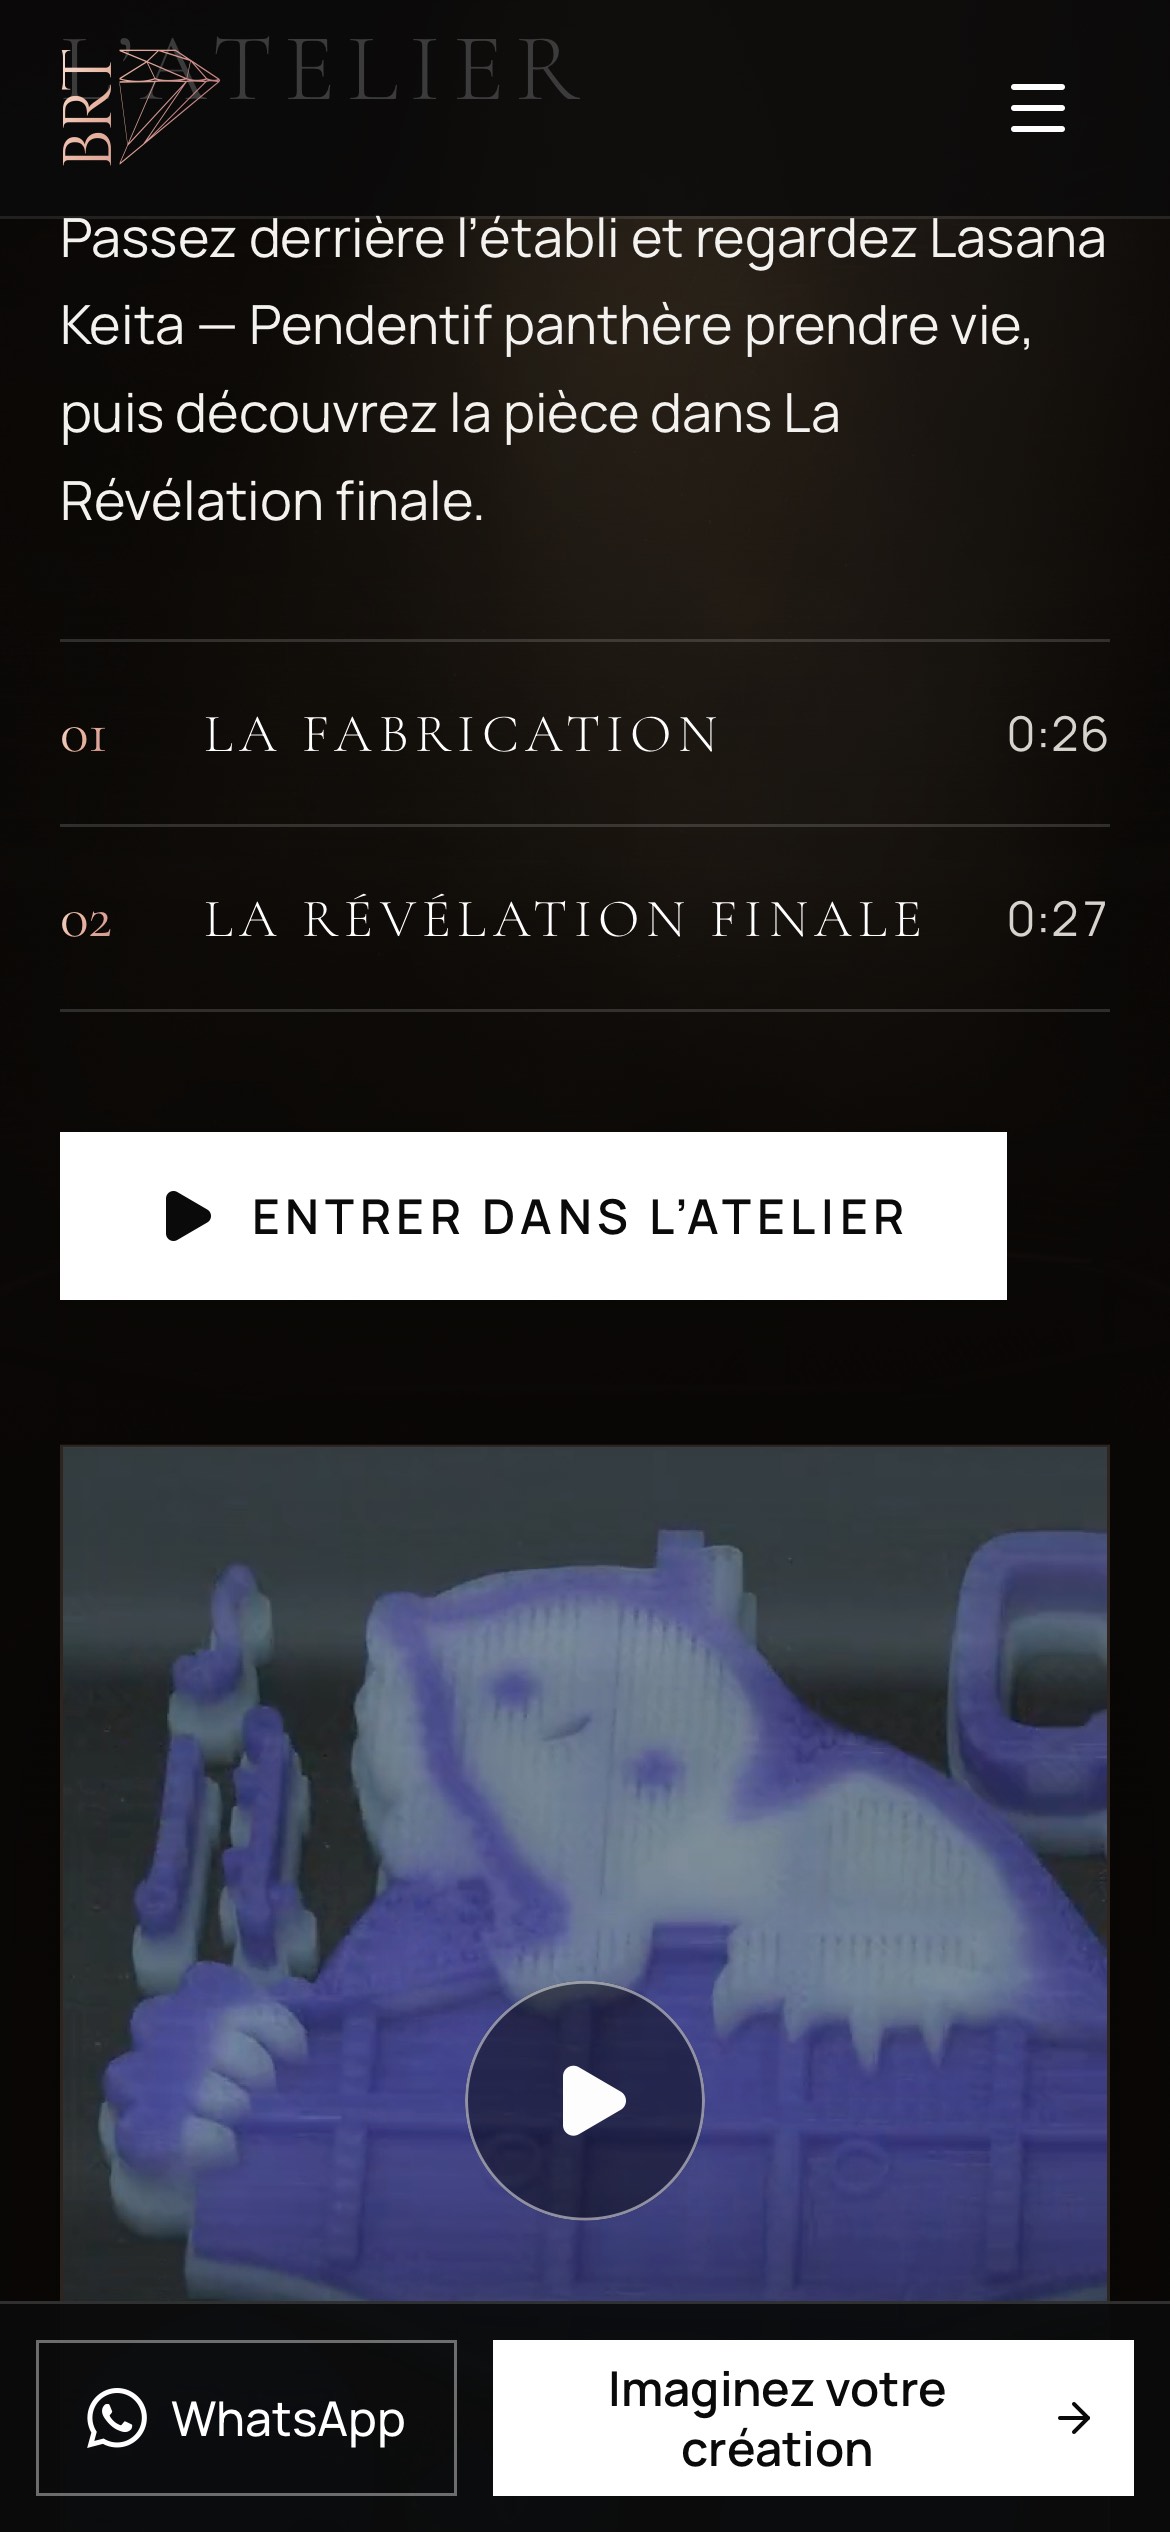 L’ATELIER
BRT
Passez derrière l’établi et regardez Lasana
Keita — Pendentif panthère prendre vie,
puis découvrez la pièce dans La
Révélation finale.
01 LA FABRICATION 0:26
02 LA RÉVÉLATION FINALE 0:27
ENTRER DANS L’ATELIER
WhatsApp
Imaginez votre
création